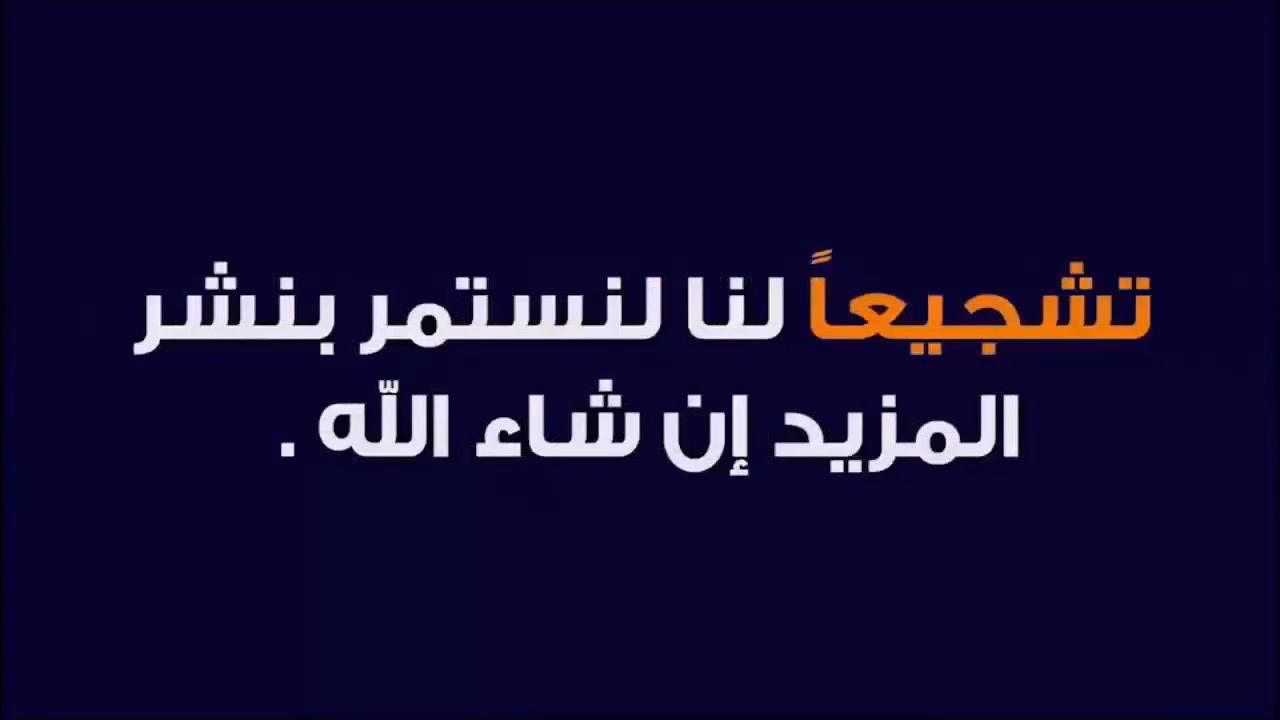 تشجيعاً لنا لنستمر بنشر
المزيد إن شاء اللّه .